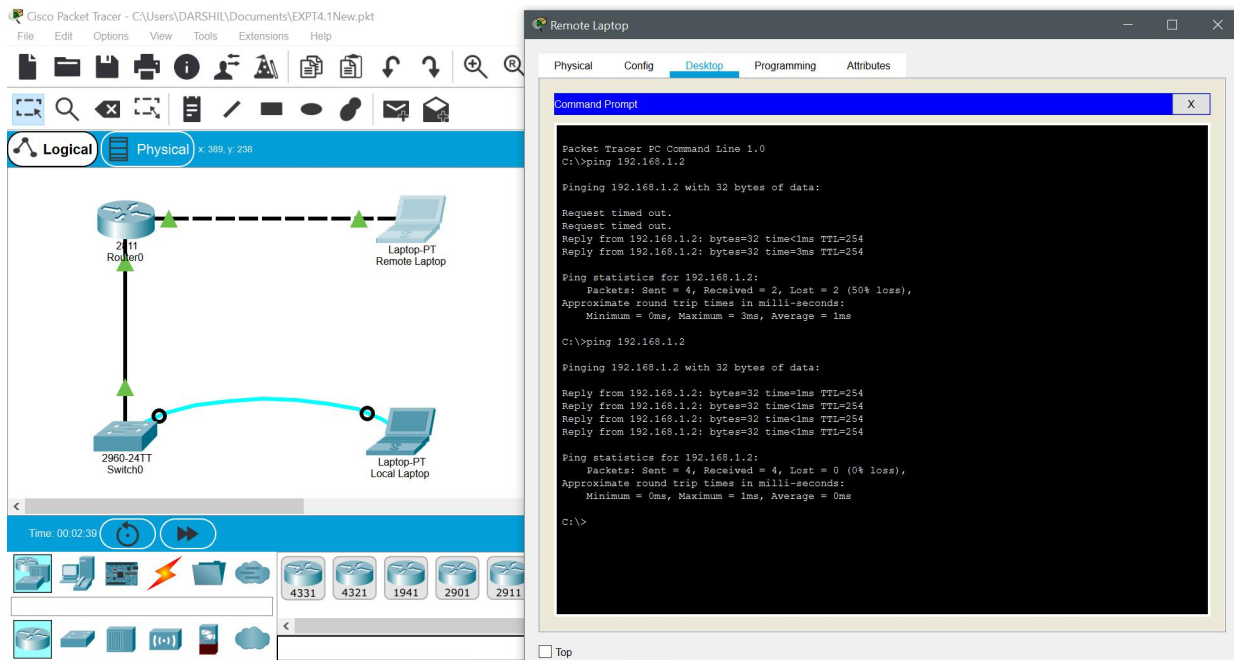 Cisco Packet Tracer - C:\Users\DARSHIL\Documents\EXPT4.1New.pkt
File Edit Options View Tools Extensions Help
Logical Physical x: 389, y: 238
2811
Router0
Laptop-PT
Remote Laptop
2960-24TT
Switch0
Laptop-PT
Local Laptop
Time: 00:02:39
4331 4321 1941 2901 2911
Remote Laptop
Physical Config Desktop Programming Attributes
Command Prompt X
Packet Tracer PC Command Line 1.0
C:\>ping 192.168.1.2
Pinging 192.168.1.2 with 32 bytes of data:
Request timed out.
Request timed out.
Reply from 192.168.1.2: bytes=32 time<1ms TTL=254
Reply from 192.168.1.2: bytes=32 time=3ms TTL=254
Ping statistics for 192.168.1.2:
Packets: Sent = 4, Received = 2, Lost = 2 (50% loss),
Approximate round trip times in milli-seconds:
Minimum = 0ms, Maximum = 3ms, Average = 1ms
C:\>ping 192.168.1.2
Pinging 192.168.1.2 with 32 bytes of data:
Reply from 192.168.1.2: bytes=32 time=1ms TTL=254
Reply from 192.168.1.2: bytes=32 time<1ms TTL=254
Reply from 192.168.1.2: bytes=32 time<1ms TTL=254
Reply from 192.168.1.2: bytes=32 time<1ms TTL=254
Ping statistics for 192.168.1.2:
Packets: Sent = 4, Received = 4, Lost = 0 (0% loss),
Approximate round trip times in milli-seconds:
Minimum = 0ms, Maximum = 1ms, Average = 0ms
C:\>
Top